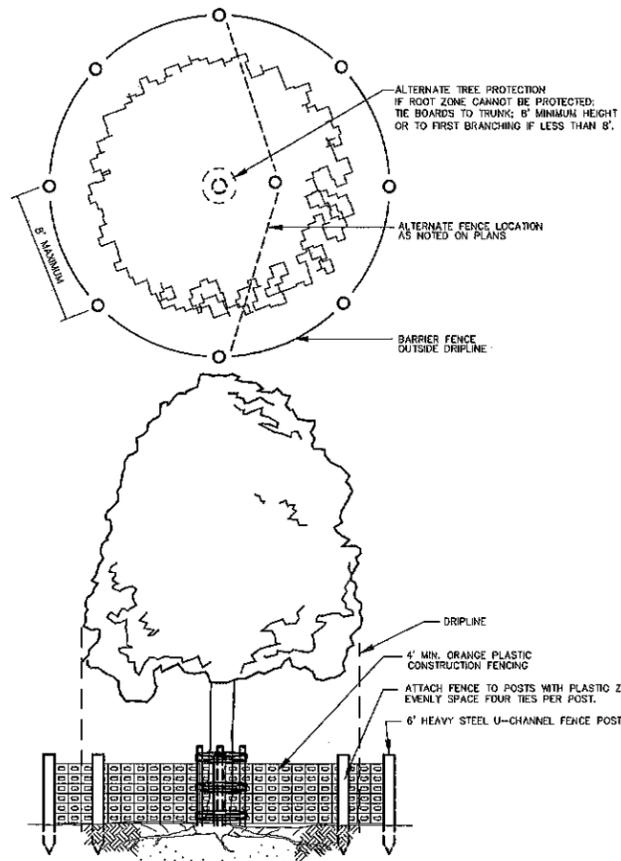 ALTERNATE TREE PROTECTION
IF ROOT ZONE CANNOT BE PROTECTED;
TIE BOARDS TO TRUNK; 8' MINIMUM HEIGHT
OR TO FIRST BRANCHING IF LESS THAN 8'.
8' MAXIMUM
ALTERNATE FENCE LOCATION
AS NOTED ON PLANS
BARRIER FENCE
OUTSIDE DRIPLINE
DRIPLINE
4' MIN. ORANGE PLASTIC
CONSTRUCTION FENCING
ATTACH FENCE TO POSTS WITH PLASTIC Z
EVENLY SPACE FOUR TIES PER POST.
6' HEAVY STEEL U-CHANNEL FENCE POST